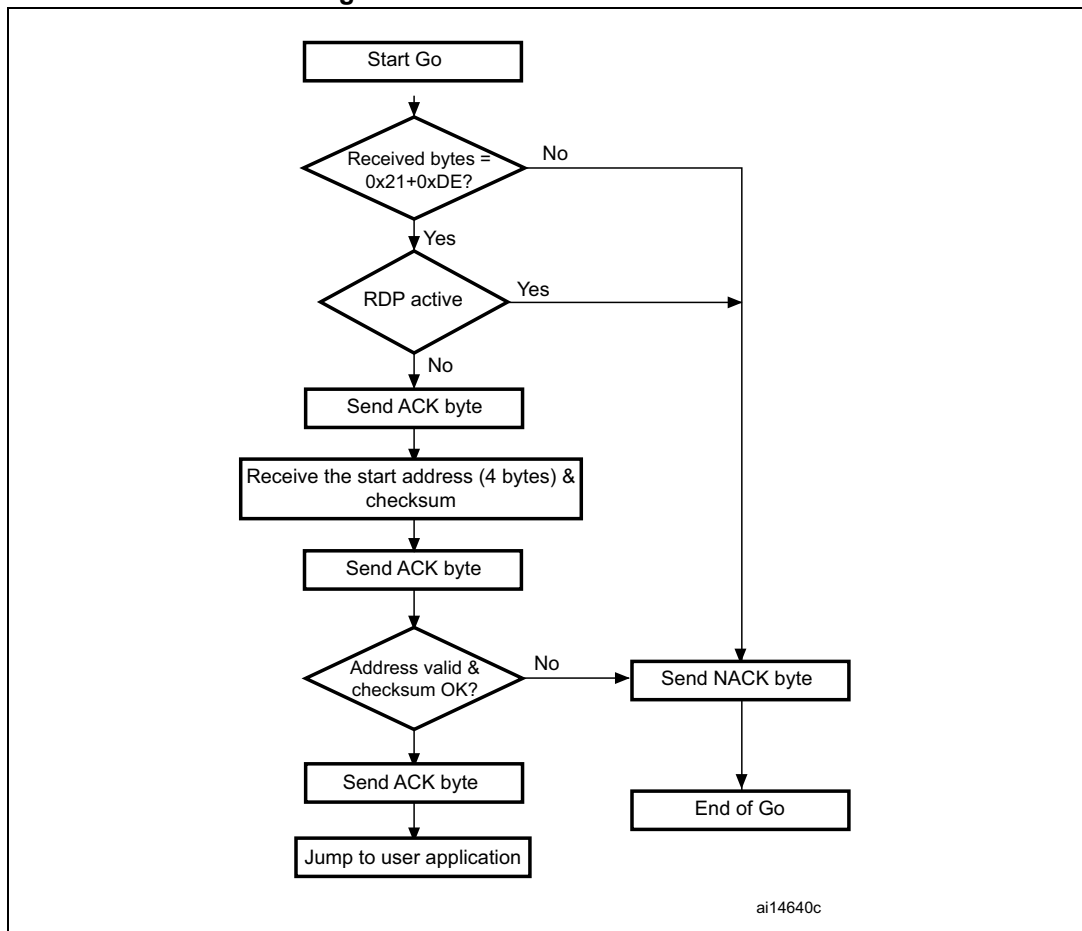 Start Go
Received bytes =
0x21+0xDE?
No
Yes
RDP active
Yes
No
Send ACK byte
Receive the start address (4 bytes) &
checksum
Send ACK byte
Address valid &
checksum OK?
No
Send NACK byte
Send ACK byte
End of Go
Jump to user application
ai14640c